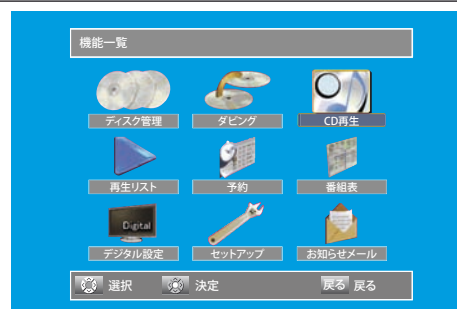 機能一覧
ディスク管理 ダビング CD再生
再生リスト 予約 番組表
Digital
デジタル設定 セットアップ お知らせメール
選択 決定 戻る 戻る